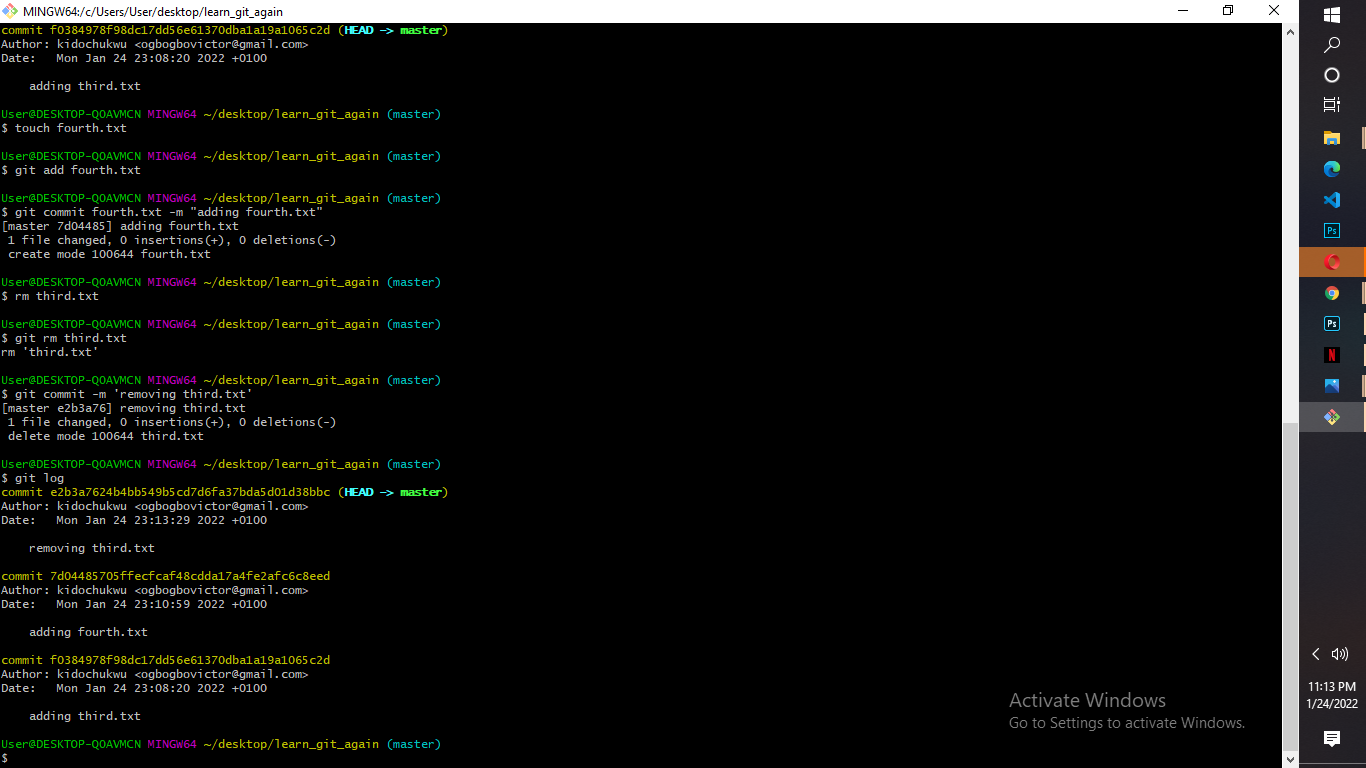 MINGW64:/c/Users/User/desktop/learn_git_again
commit f0384978f98dc17dd56e61370dba1a19a1065c2d (HEAD -> master)
Author: kidochukwu <ogbogbovictor@gmail.com>
Date:   Mon Jan 24 23:08:20 2022 +0100
    adding third.txt
User@DESKTOP-QOAVMCN MINGW64 ~/desktop/learn_git_again (master)
$ touch fourth.txt
User@DESKTOP-QOAVMCN MINGW64 ~/desktop/learn_git_again (master)
$ git add fourth.txt
User@DESKTOP-QOAVMCN MINGW64 ~/desktop/learn_git_again (master)
$ git commit fourth.txt -m "adding fourth.txt"
[master 7d04485] adding fourth.txt
 1 file changed, 0 insertions(+), 0 deletions(-)
 create mode 100644 fourth.txt
User@DESKTOP-QOAVMCN MINGW64 ~/desktop/learn_git_again (master)
$ rm third.txt
User@DESKTOP-QOAVMCN MINGW64 ~/desktop/learn_git_again (master)
$ git rm third.txt
rm 'third.txt'
User@DESKTOP-QOAVMCN MINGW64 ~/desktop/learn_git_again (master)
$ git commit -m 'removing third.txt'
[master e2b3a76] removing third.txt
 1 file changed, 0 insertions(+), 0 deletions(-)
 delete mode 100644 third.txt
User@DESKTOP-QOAVMCN MINGW64 ~/desktop/learn_git_again (master)
$ git log
commit e2b3a7624b4bb549b5cd7d6fa37bda5d01d38bbc (HEAD -> master)
Author: kidochukwu <ogbogbovictor@gmail.com>
Date:   Mon Jan 24 23:13:29 2022 +0100
    removing third.txt
commit 7d04485705ffecfcaf48cdda17a4fe2afc6c8eed
Author: kidochukwu <ogbogbovictor@gmail.com>
Date:   Mon Jan 24 23:10:59 2022 +0100
    adding fourth.txt
commit f0384978f98dc17dd56e61370dba1a19a1065c2d
Author: kidochukwu <ogbogbovictor@gmail.com>
Date:   Mon Jan 24 23:08:20 2022 +0100
    adding third.txt
User@DESKTOP-QOAVMCN MINGW64 ~/desktop/learn_git_again (master)
$
Activate Windows
Go to Settings to activate Windows.
Ps
Ps
N
11:13 PM
1/24/2022